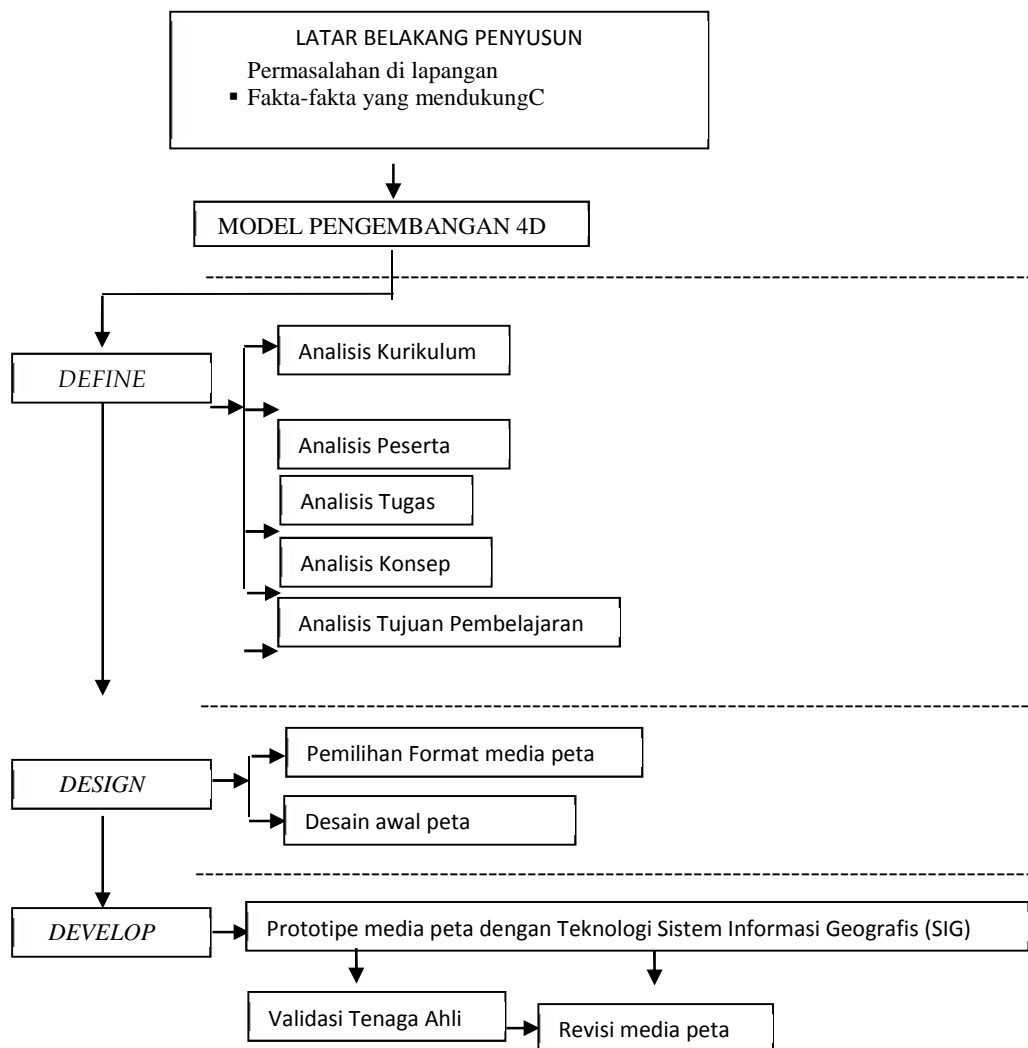 LATAR BELAKANG PENYUSUN
Permasalahan di lapangan
▪ Fakta-fakta yang mendukungC
MODEL PENGEMBANGAN 4D
DEFINE
Analisis Kurikulum
Analisis Peserta
Analisis Tugas
Analisis Konsep
Analisis Tujuan Pembelajaran
DESIGN
Pemilihan Format media peta
Desain awal peta
DEVELOP
Prototipe media peta dengan Teknologi Sistem Informasi Geografis (SIG)
Validasi Tenaga Ahli
Revisi media peta